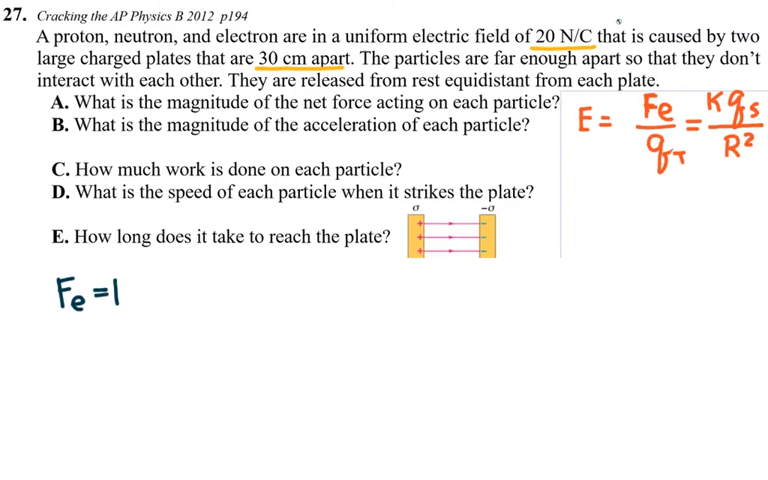 27. Cracking the AP Physics B 2012 p194
A proton, neutron, and electron are in a uniform electric field of 20 N/C that is caused by two
large charged plates that are 30 cm apart. The particles are far enough apart so that they don't
interact with each other. They are released from rest equidistant from each plate.
A. What is the magnitude of the net force acting on each particle?
B. What is the magnitude of the acceleration of each particle?
E = Fe/qT = Kqs/R²
C. How much work is done on each particle?
D. What is the speed of each particle when it strikes the plate?
σ -σ
E. How long does it take to reach the plate?
+ -
+ -
+ -
Fe = 1